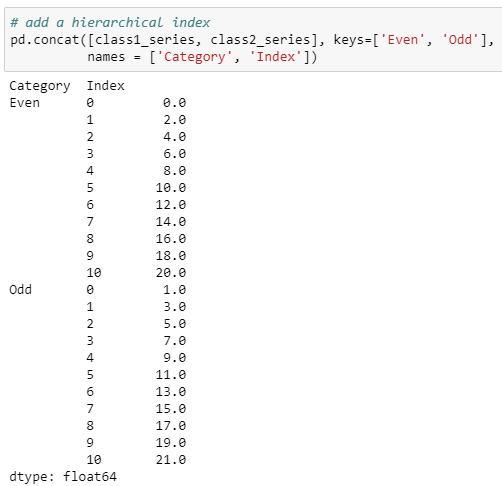 # add a hierarchical index
pd.concat([class1_series, class2_series], keys=['Even', 'Odd'],
          names = ['Category', 'Index'])
Category  Index
Even      0         0.0
          1         2.0
          2         4.0
          3         6.0
          4         8.0
          5        10.0
          6        12.0
          7        14.0
          8        16.0
          9        18.0
          10       20.0
Odd       0         1.0
          1         3.0
          2         5.0
          3         7.0
          4         9.0
          5        11.0
          6        13.0
          7        15.0
          8        17.0
          9        19.0
          10       21.0
dtype: float64